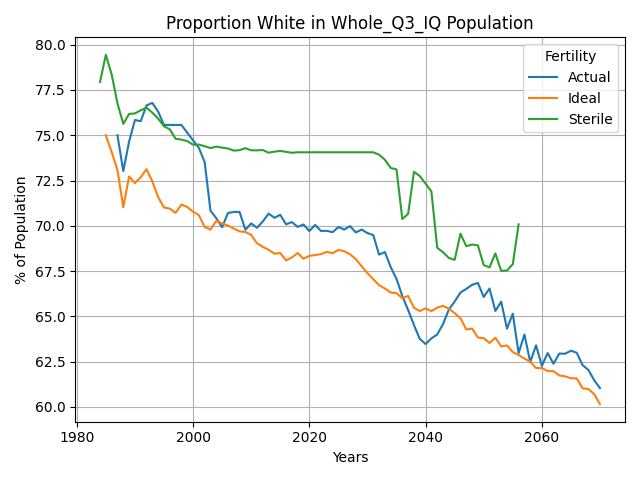 Proportion White in Whole_Q3_IQ Population
80.0
77.5
75.0
72.5
70.0
67.5
65.0
62.5
60.0
% of Population
Fertility
Actual
Ideal
Sterile
1980
2000
2020
2040
2060
Years